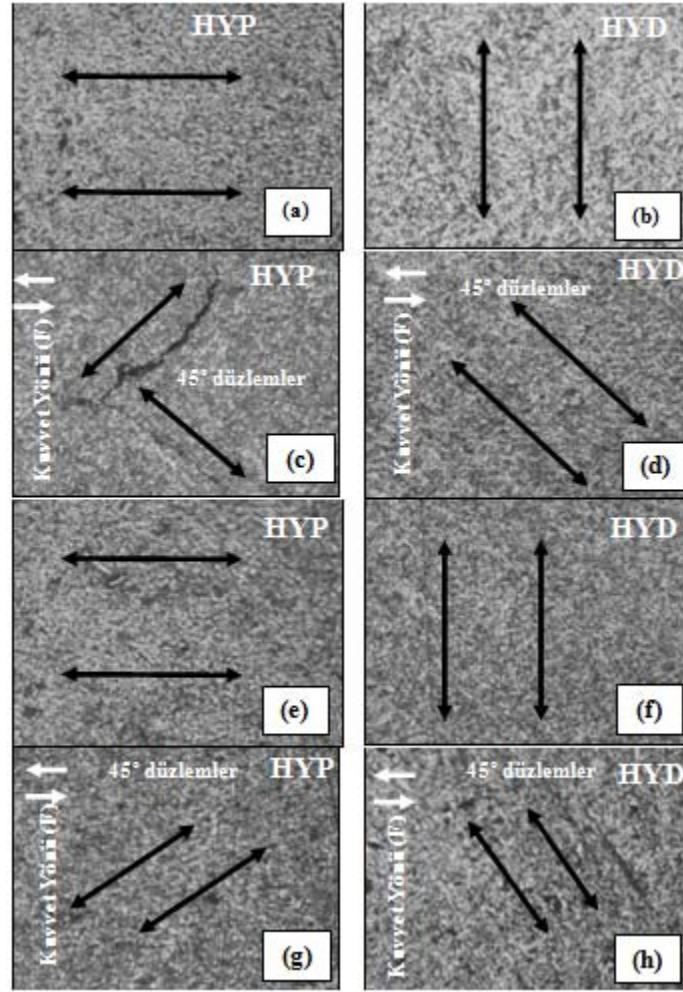 HYP
(a)
HYD
(b)
HYP
45° düzlemler
Kuvvet Yönü (F)
(c)
HYD
45° düzlemler
Kuvvet Yönü (F)
(d)
HYP
(e)
HYD
(f)
45° düzlemler
HYP
Kuvvet Yönü (F)
(g)
45° düzlemler
HYD
Kuvvet Yönü (F)
(h)